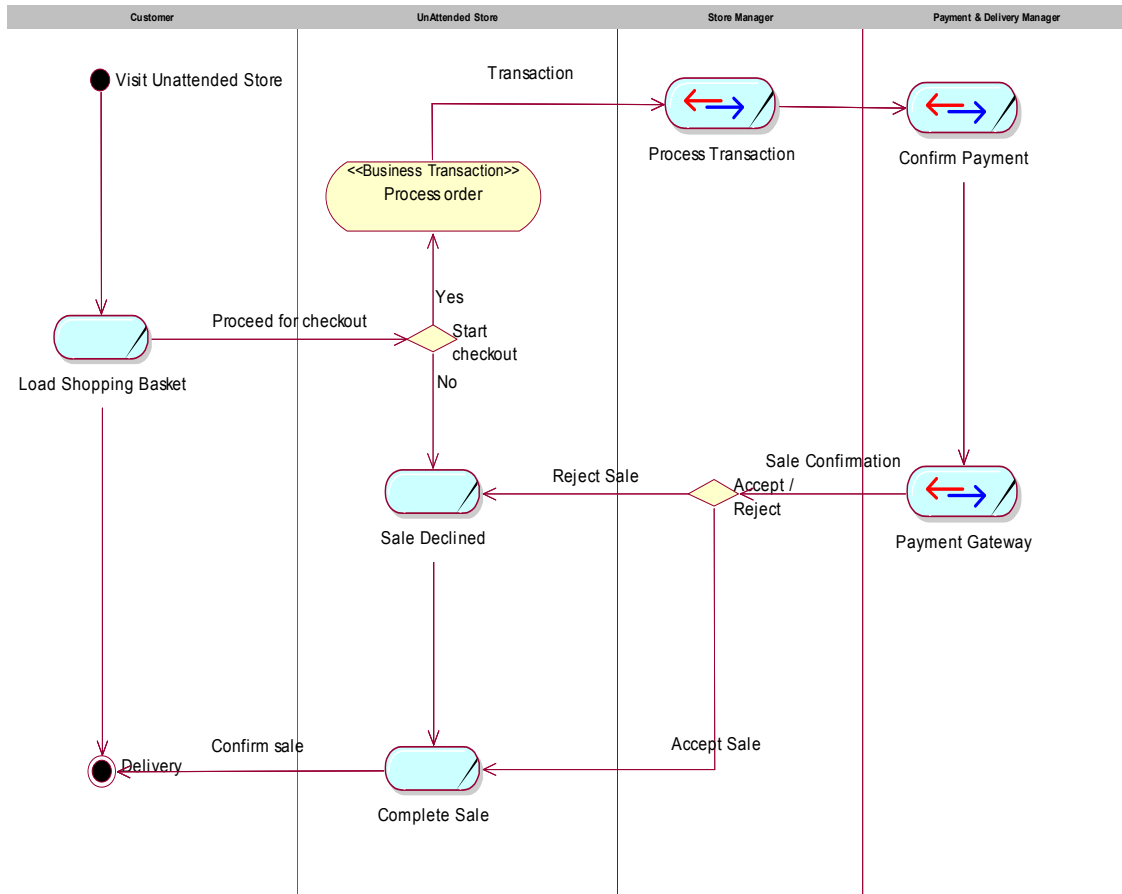 Customer
UnAttended Store
Store Manager
Payment & Delivery Manager
Visit Unattended Store
Transaction
<<Business Transaction>>
Process order
Process Transaction
Confirm Payment
Yes
Proceed for checkout
Start
checkout
Load Shopping Basket
No
Sale Confirmation
Reject Sale
Accept /
Reject
Sale Declined
Payment Gateway
Confirm sale
Accept Sale
Delivery
Complete Sale